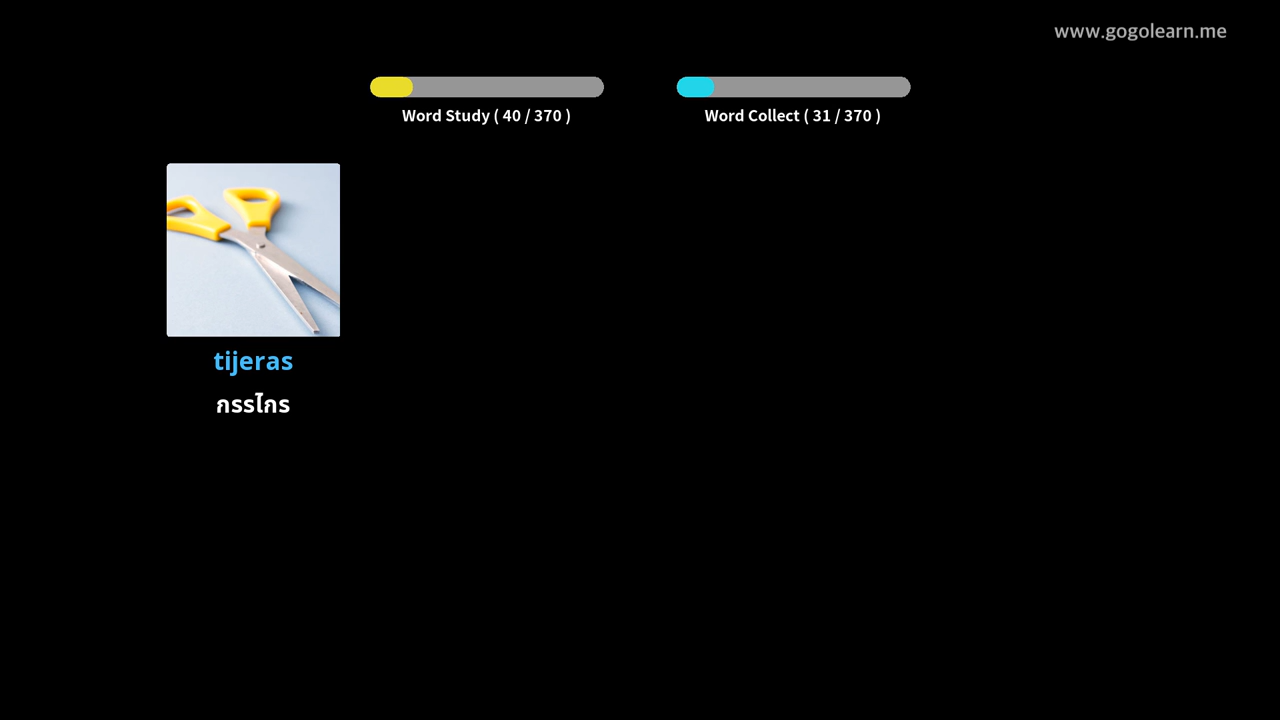 www.gogolearn.me
Word Study ( 40 / 370 )
Word Collect ( 31 / 370 )
tijeras
กรรไกร